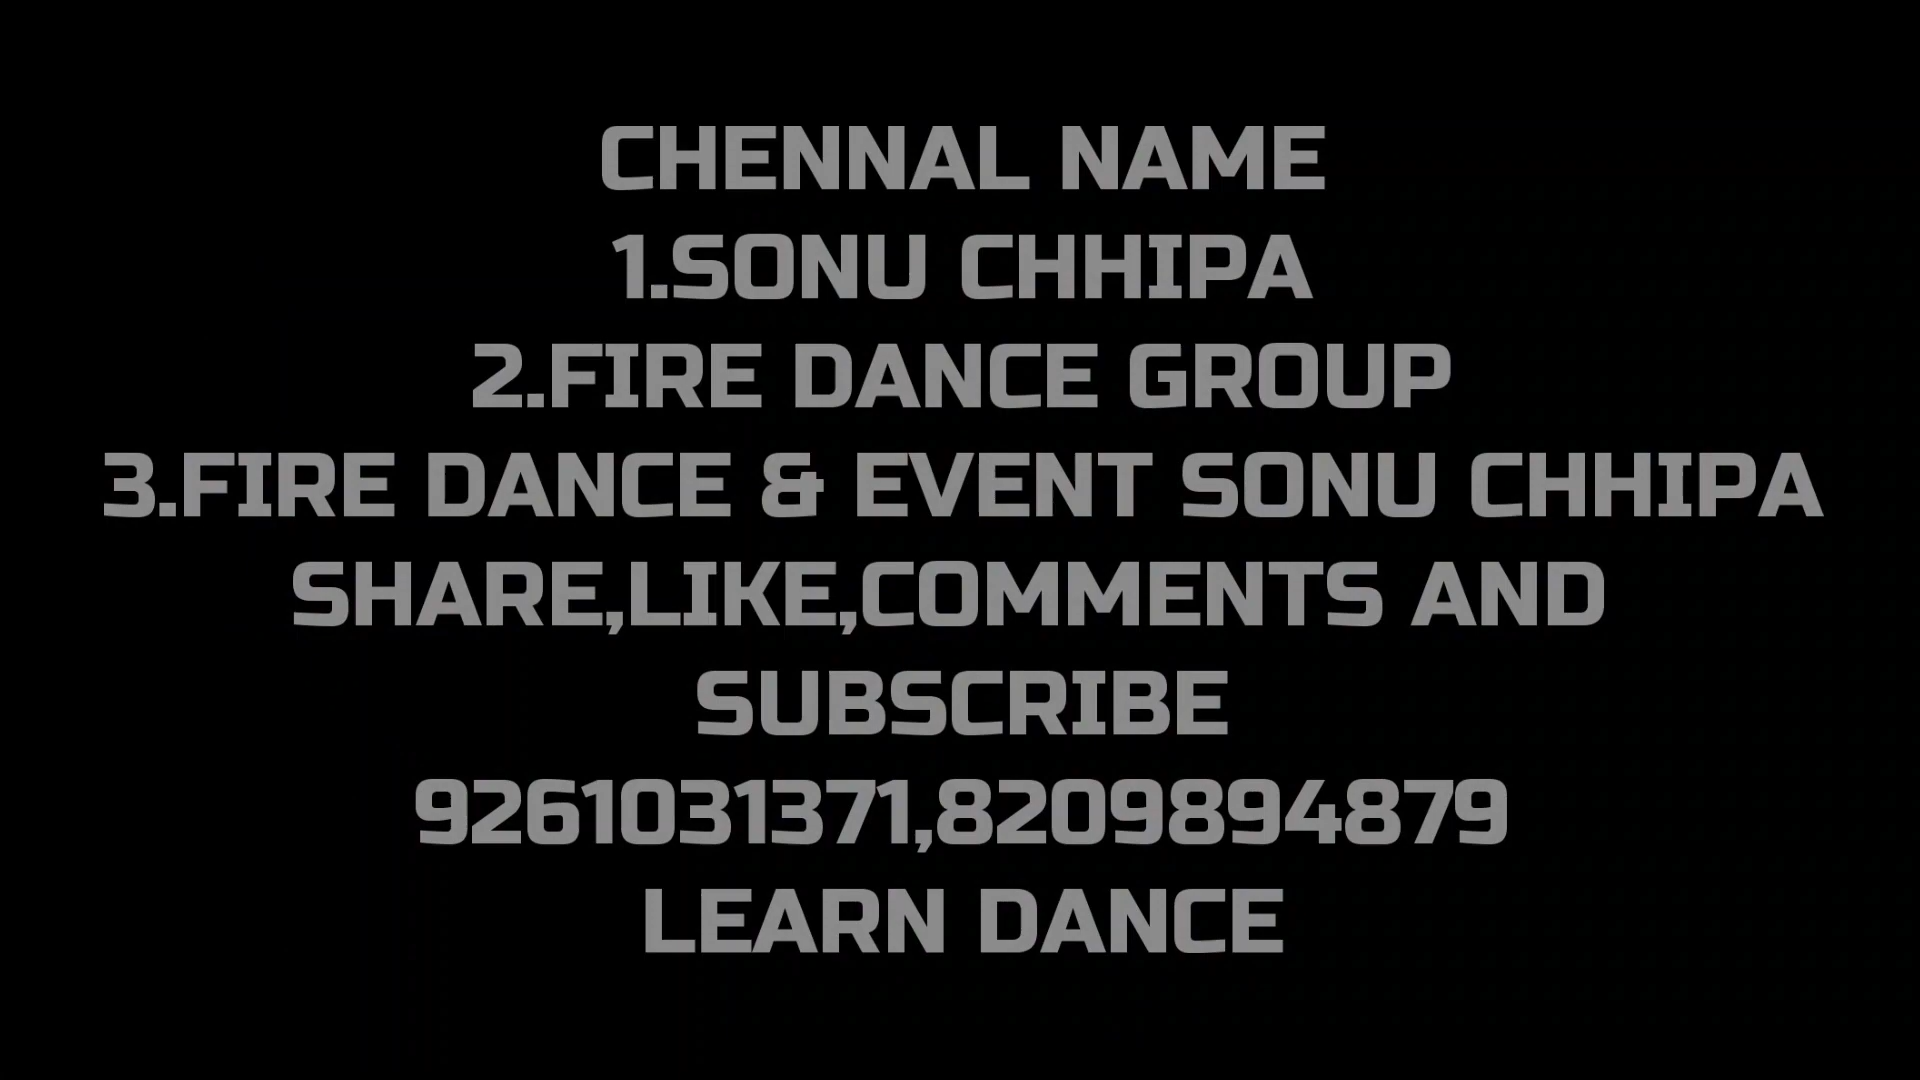 CHENNAL NAME
1.SONU CHHIPA
2.FIRE DANCE GROUP
3.FIRE DANCE & EVENT SONU CHHIPA
SHARE,LIKE,COMMENTS AND
SUBSCRIBE
9261031371,8209894879
LEARN DANCE